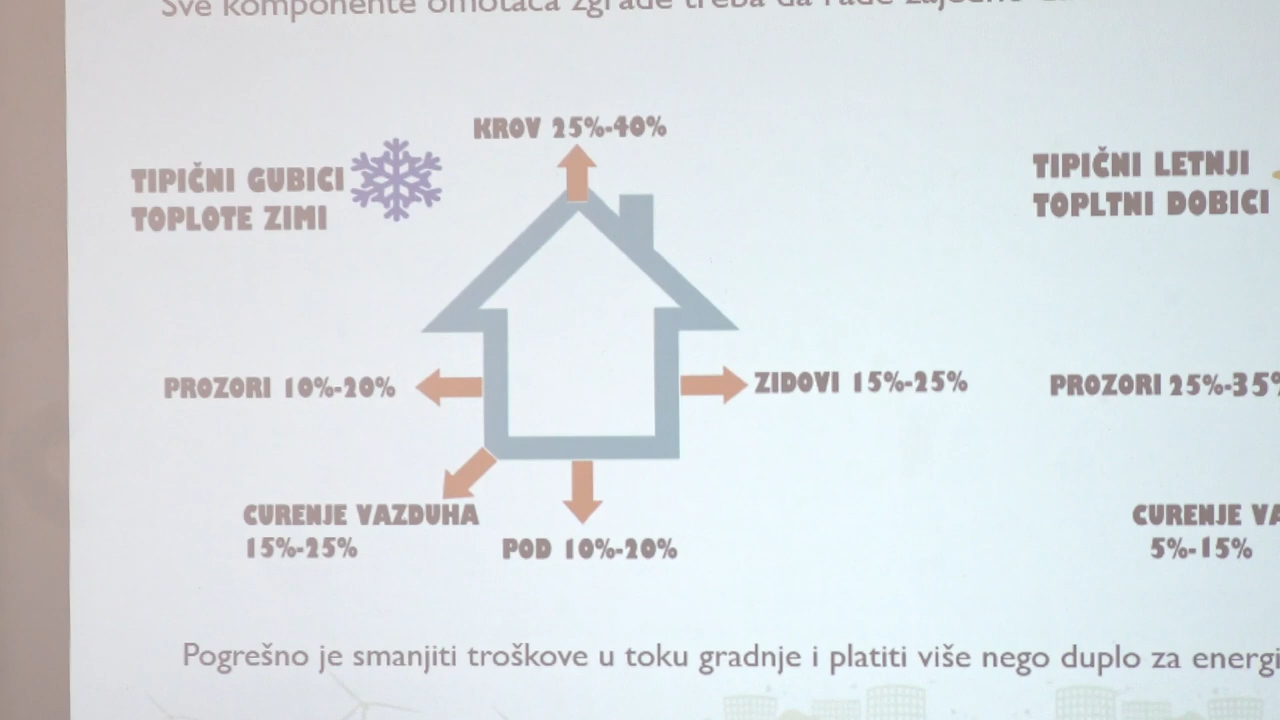 Sve komponente omotača zgrade treba da rade zajedno
KROV 25%-40%
TIPIČNI GUBICI
TOPLOTE ZIMI
PROZORI 10%-20%
ZIDOVI 15%-25%
CURENJE VAZDUHA
15%-25%
POD 10%-20%
TIPIČNI LETNJI
TOPLTNI DOBICI
PROZORI 25%-35%
CURENJE VA
5%-15%
Pogrešno je smanjiti troškove u toku gradnje i platiti više nego duplo za energi